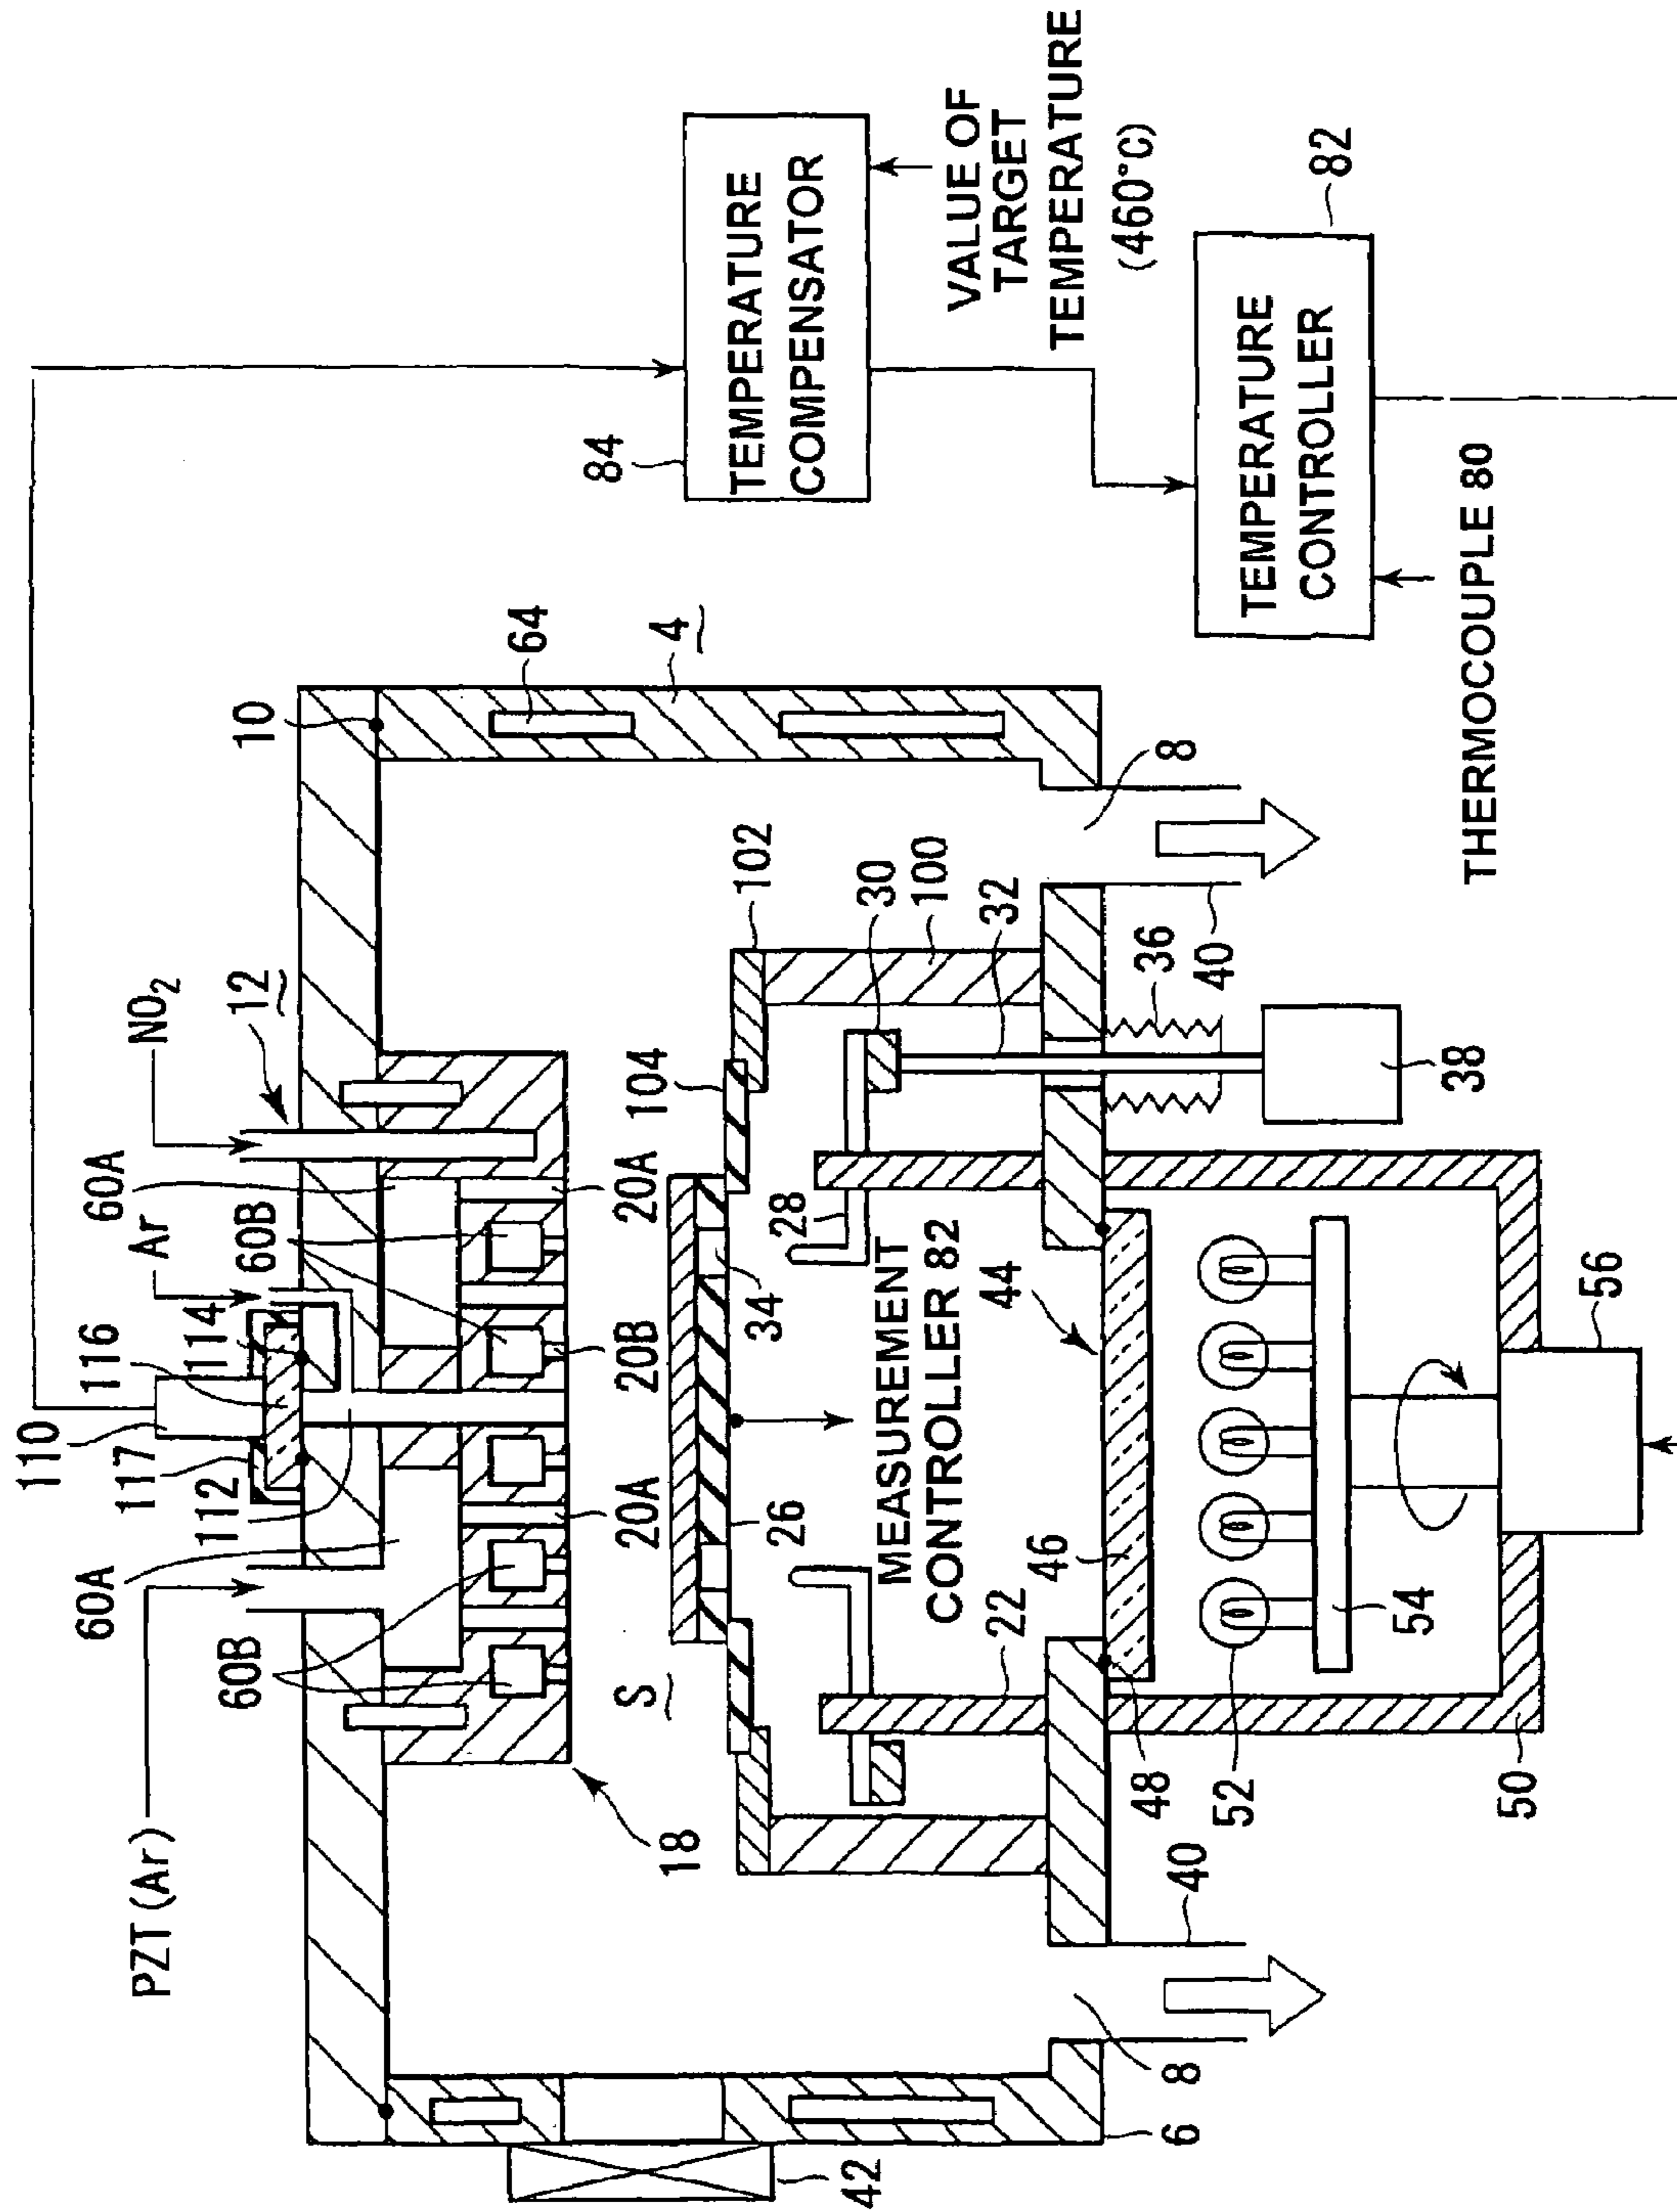 PZT(Ar)
110
117
112
116
114
Ar
NO2
12
10
60A
60B
60A
60B
64
4
18
20A
20B
20A
S
26
34
104
102
28
30
100
32
36
40
38
8
MEASUREMENT
CONTROLLER 82
22
44
46
48
52
54
50
56
40
8
6
42
84
TEMPERATURE
COMPENSATOR
VALUE OF
TARGET
TEMPERATURE
(460°C)
82
TEMPERATURE
CONTROLLER
THERMOCOUPLE 80